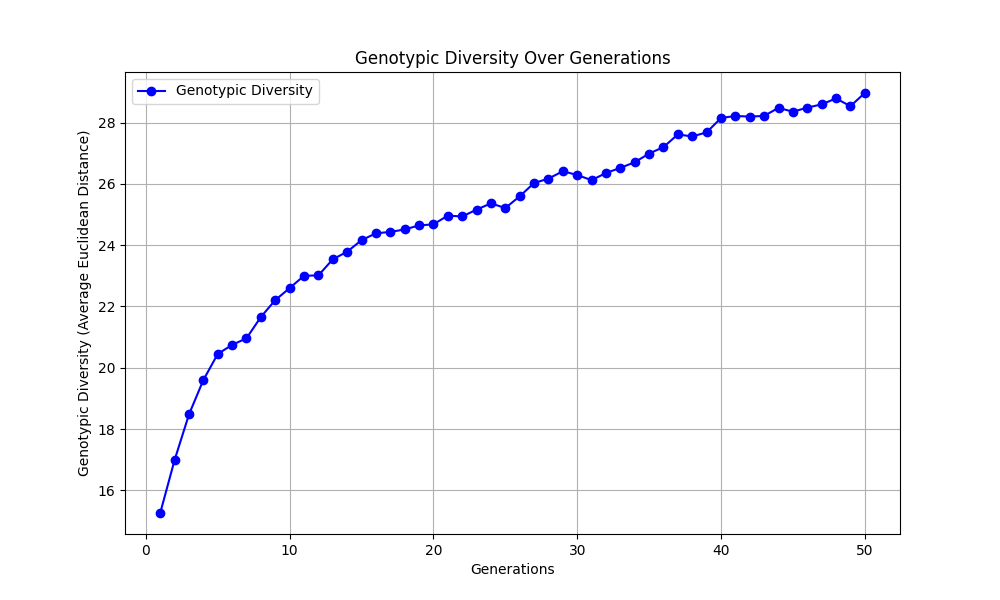 Genotypic Diversity Over Generations
Genotypic Diversity
Genotypic Diversity (Average Euclidean Distance)
28
26
24
22
20
18
16
0 10 20 30 40 50
Generations